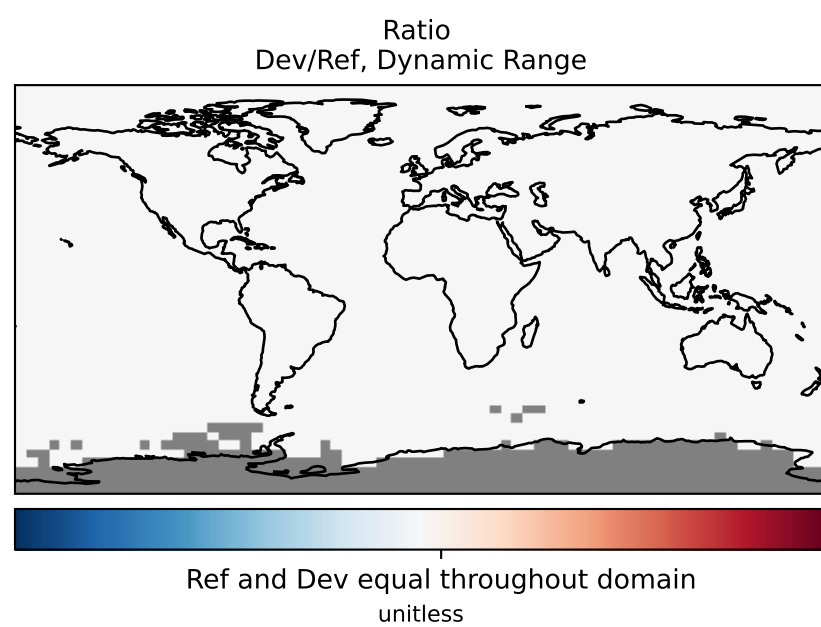 Ratio
Dev/Ref, Dynamic Range
Ref and Dev equal throughout domain
unitless